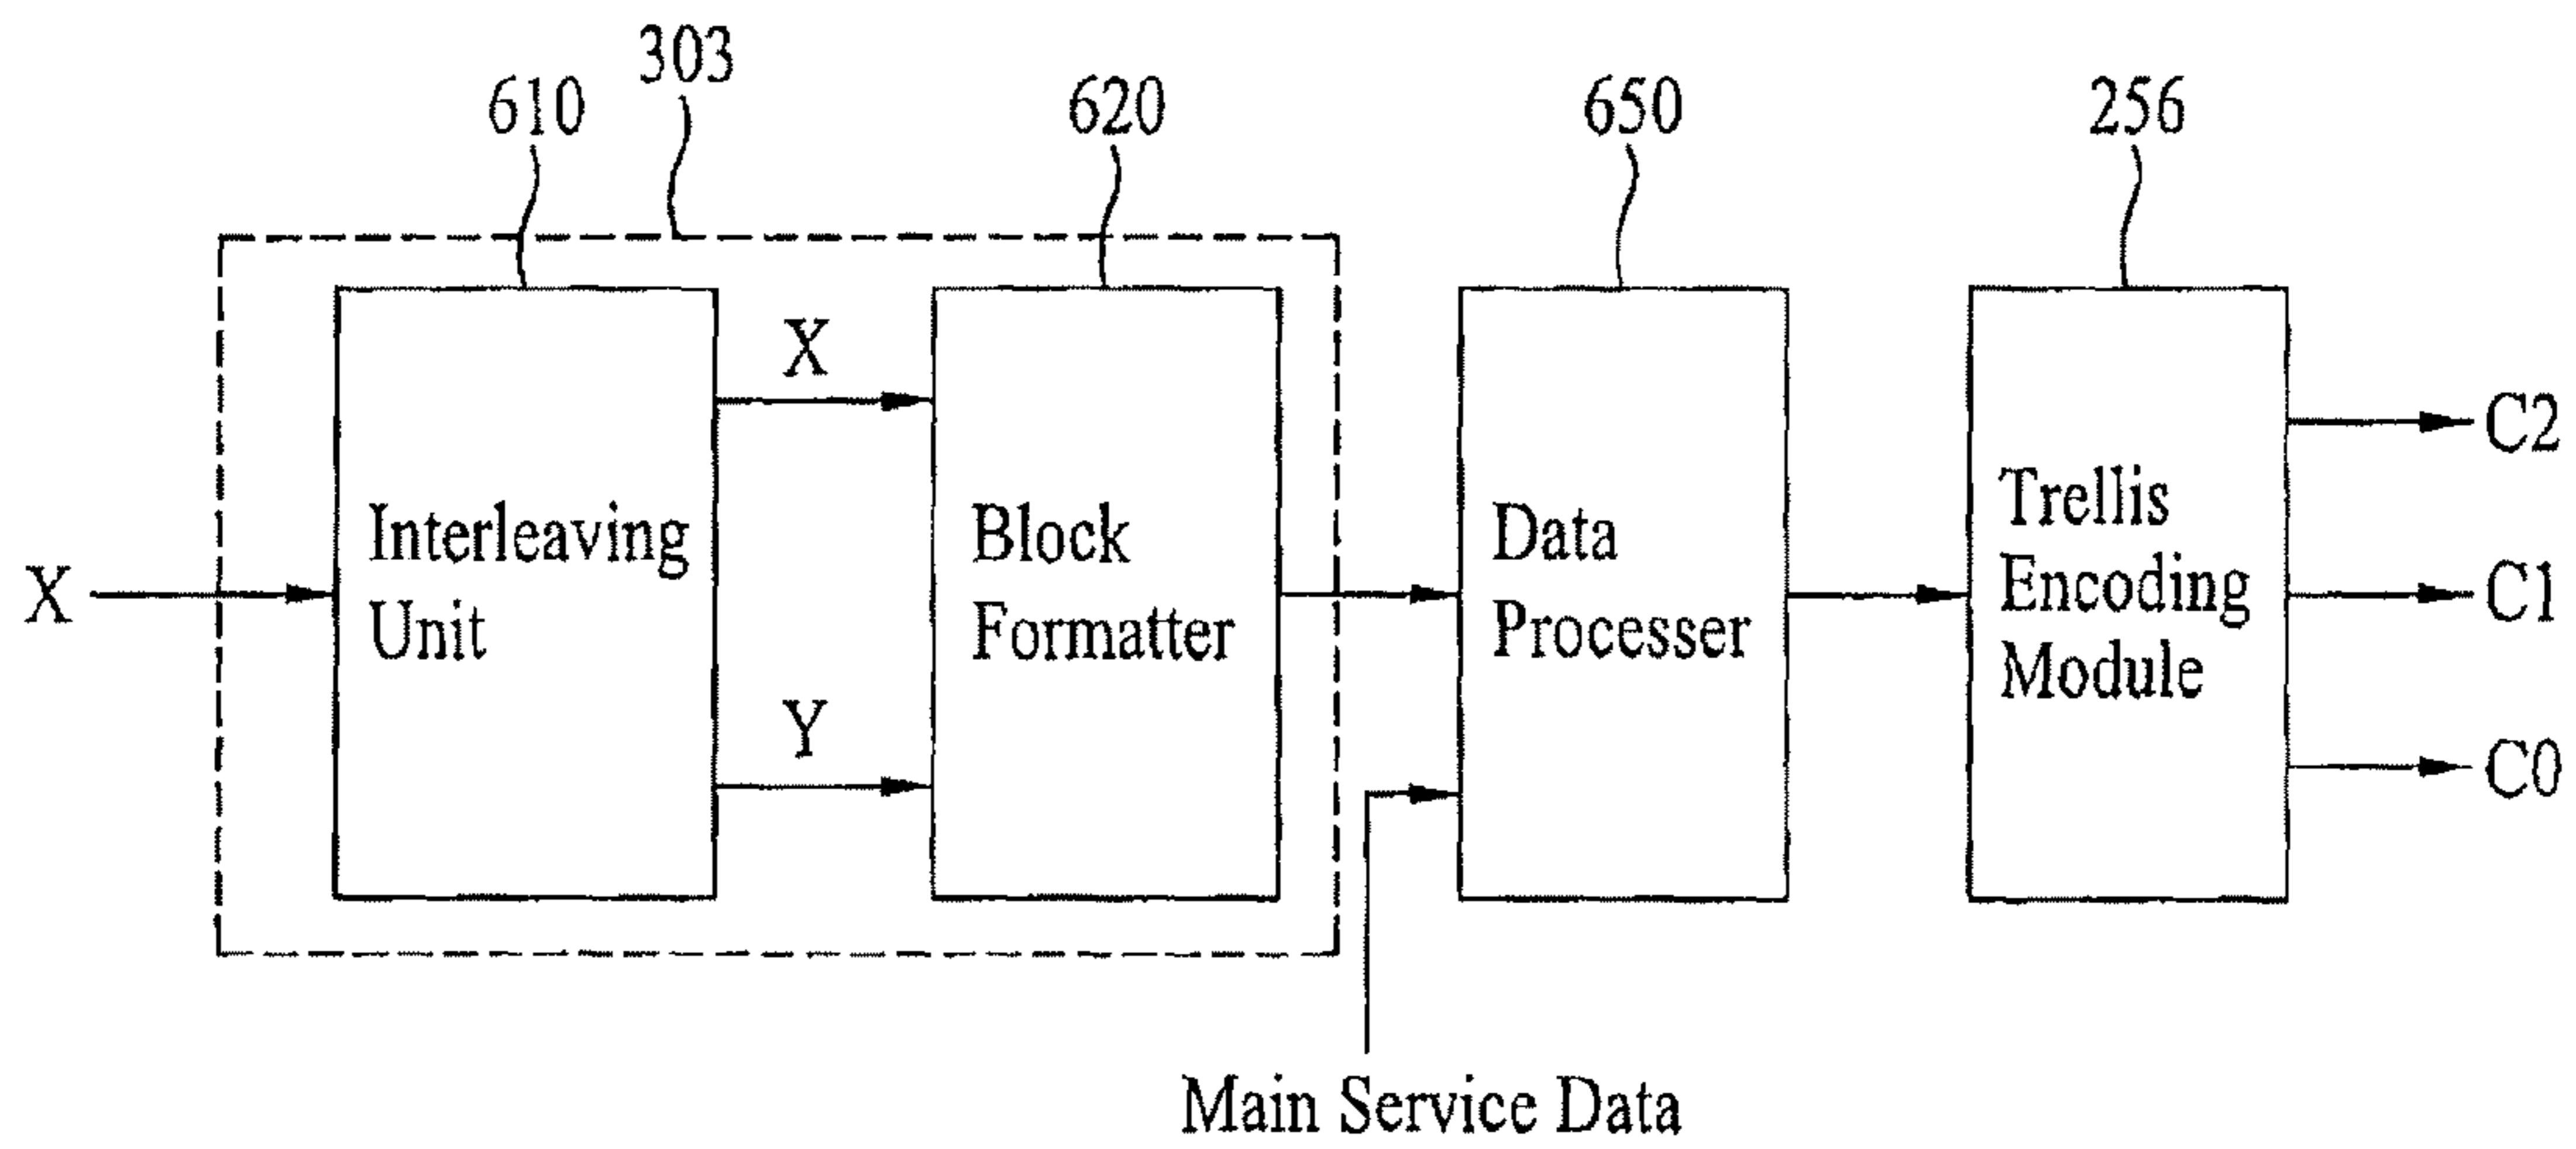 303
610
620
650
256
X
Interleaving
Unit
X
Y
Block
Formatter
Data
Processer
Trellis
Encoding
Module
C2
C1
C0
Main Service Data